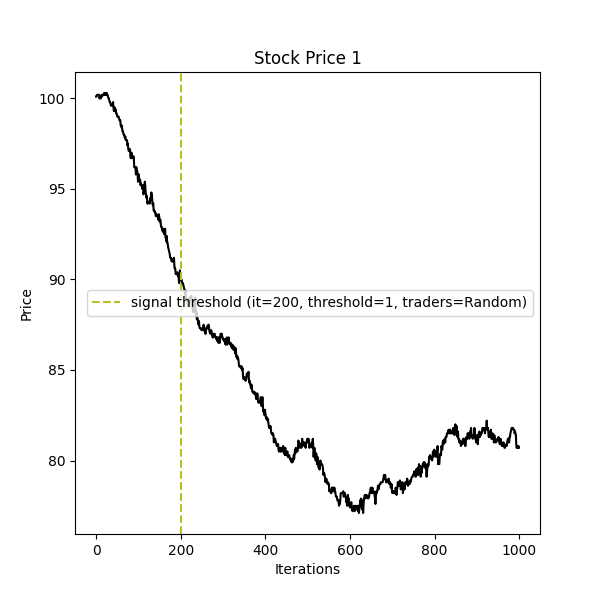 Stock Price 1
100
95
90
85
80
Price
signal threshold (it=200, threshold=1, traders=Random)
0 200 400 600 800 1000
Iterations